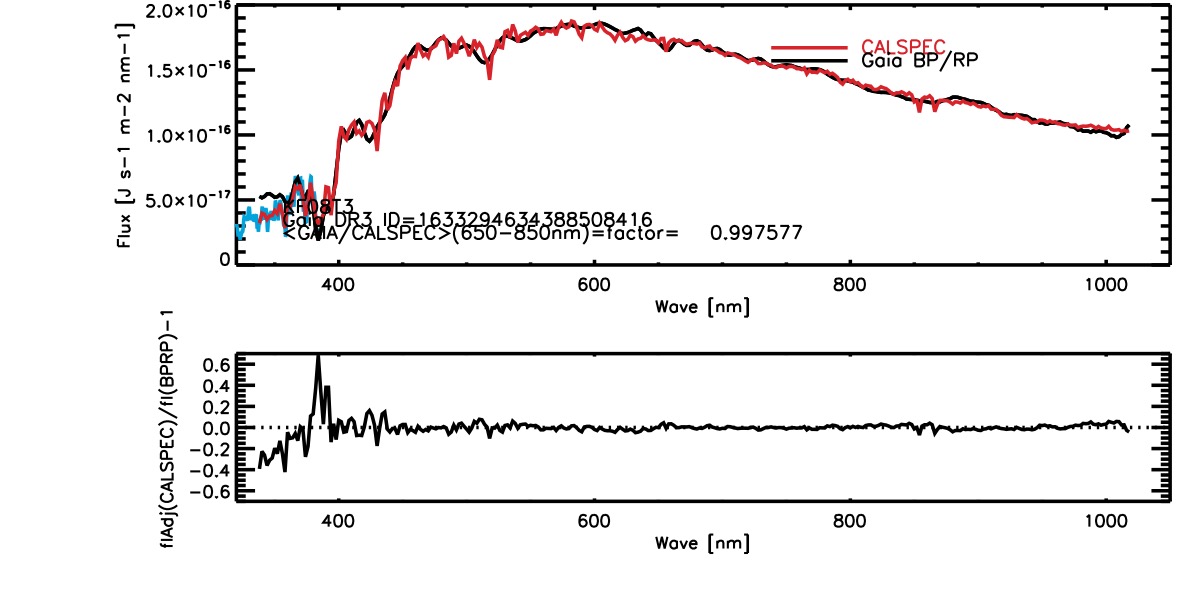 2.0×10−16
1.5×10−16
1.0×10−16
5.0×10−17
0
Flux [J s−1 m−2 nm−1]
CALSPEC
Gaia BP/RP
KF08T3
Gaia DR3 ID=1633294634388508416
<GAIA/CALSPEC>(650−850nm)=factor= 0.997577
400 600 800 1000
Wave [nm]
flAdj(CALSPEC)/fl(BPRP)−1
0.6
0.4
0.2
0.0
−0.2
−0.4
−0.6
400 600 800 1000
Wave [nm]